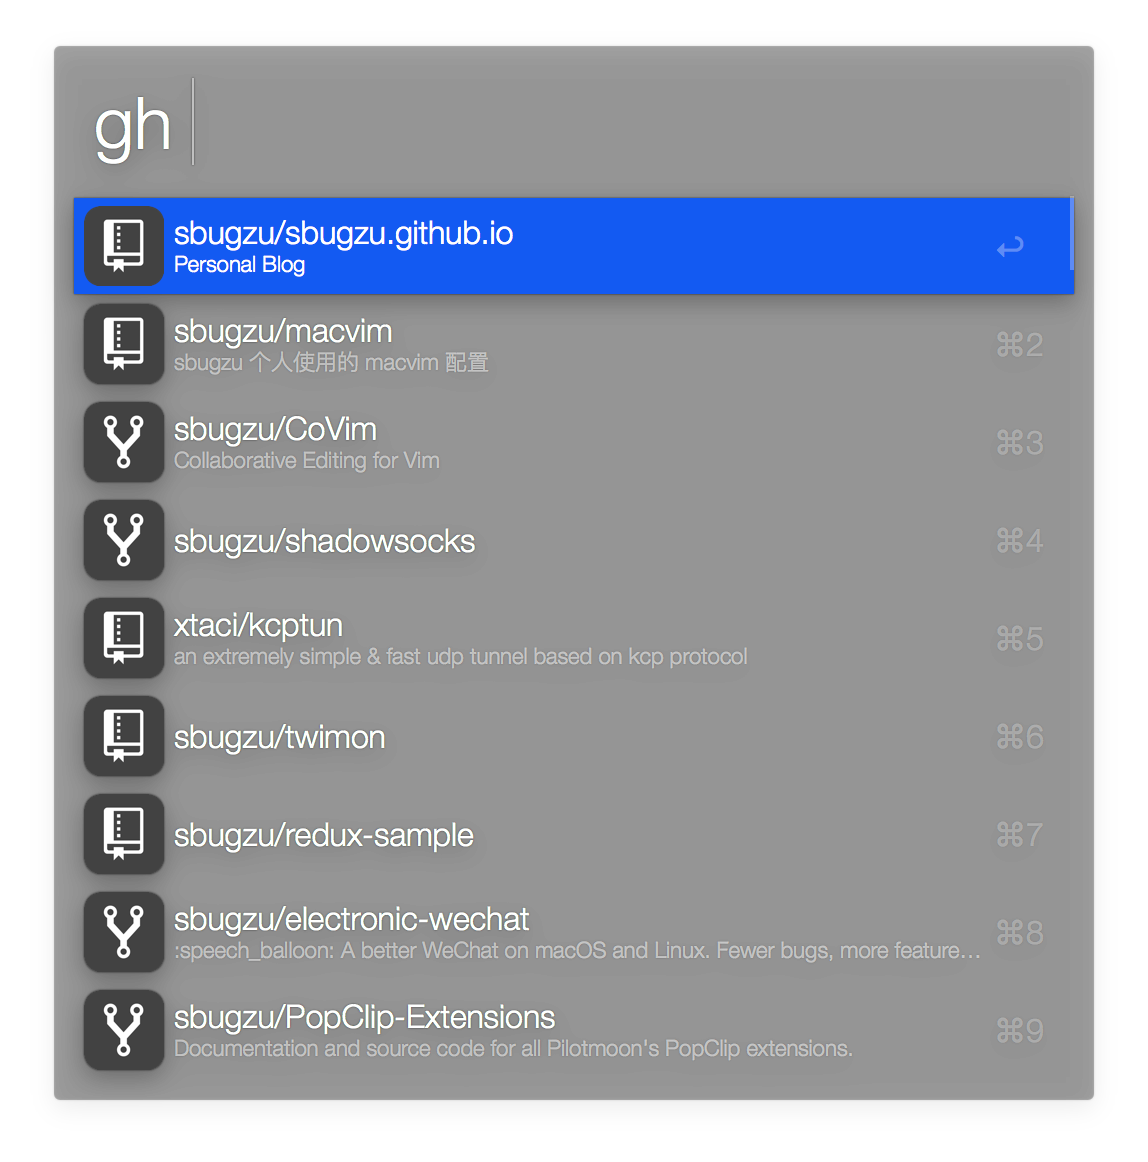 gh
sbugzu/sbugzu.github.io
Personal Blog
sbugzu/macvim
⌘2
sbugzu 个人使用的 macvim 配置
sbugzu/CoVim
⌘3
Collaborative Editing for Vim
sbugzu/shadowsocks
⌘4
xtaci/kcptun
⌘5
an extremely simple & fast udp tunnel based on kcp protocol
sbugzu/twimon
⌘6
sbugzu/redux-sample
⌘7
sbugzu/electronic-wechat
⌘8
:speech_balloon: A better WeChat on macOS and Linux. Fewer bugs, more feature…
sbugzu/PopClip-Extensions
⌘9
Documentation and source code for all Pilotmoon's PopClip extensions.